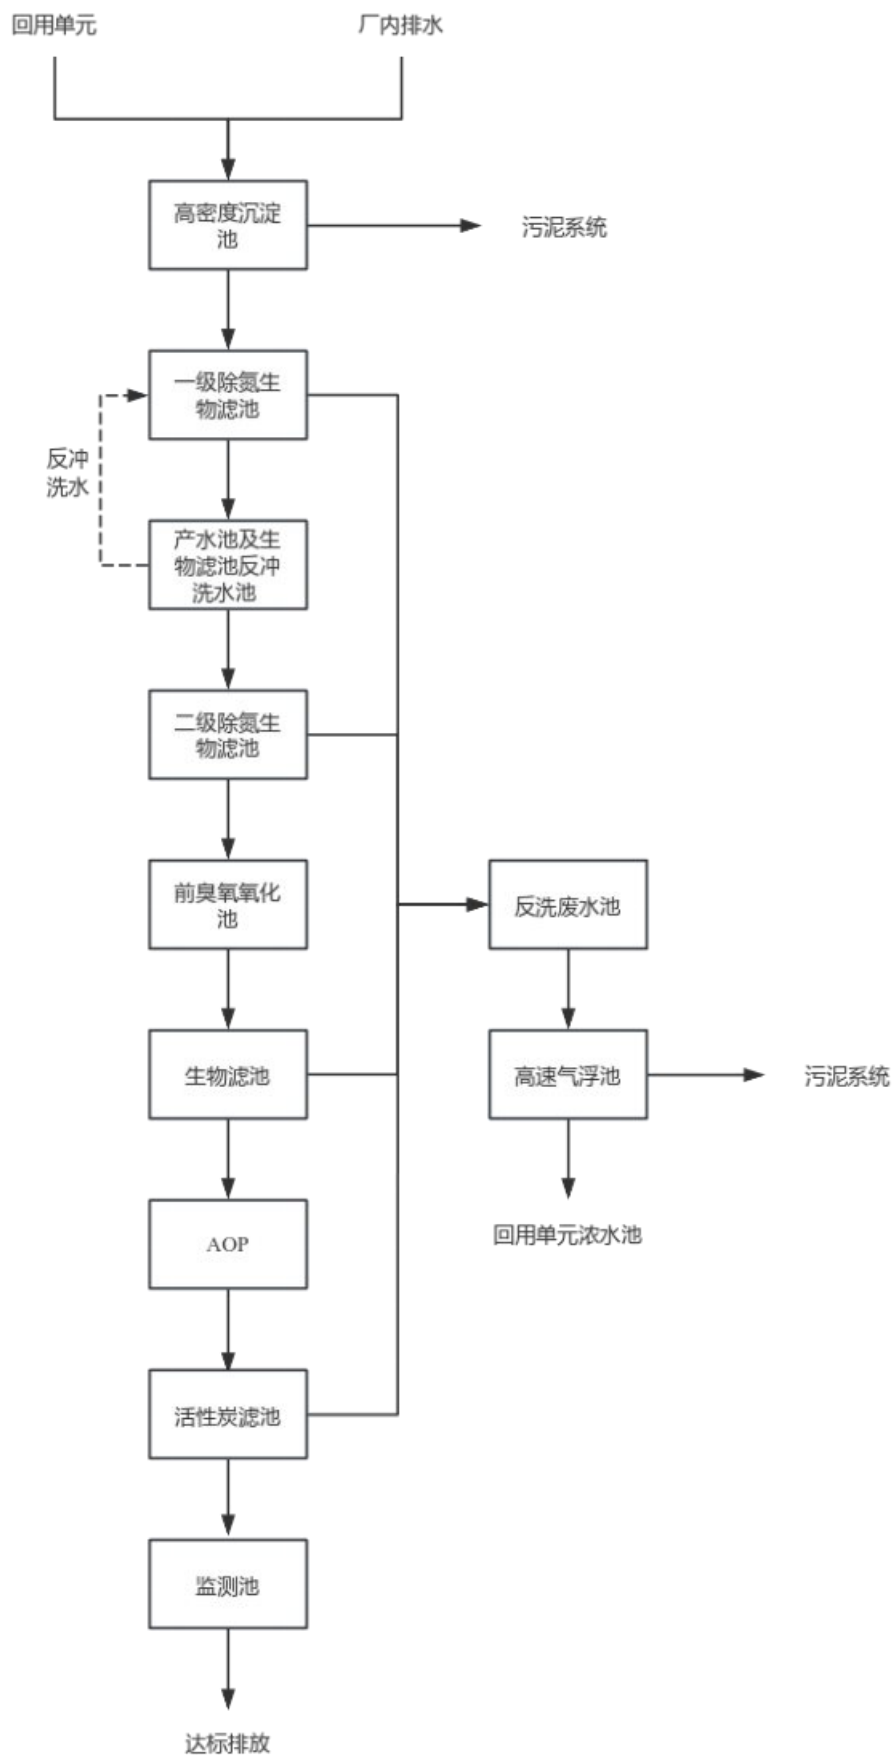 回用单元
厂内排水
高密度沉淀
池
污泥系统
一级除氮生
物滤池
反冲
洗水
产水池及生
物滤池反冲
洗水池
二级除氮生
物滤池
前臭氧氧化
池
反洗废水池
生物滤池
高速气浮池
污泥系统
AOP
回用单元浓水池
活性炭滤池
监测池
达标排放